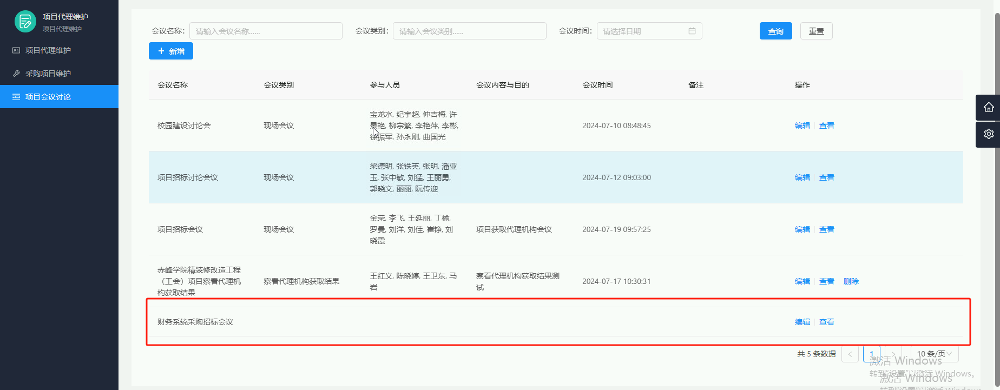 项目代理维护
项目代理维护
项目代理维护
采购项目维护
项目会议讨论
会议名称: 请输入会议名称...... 会议类别: 请输入会议类别...... 会议时间: 请选择日期 查询 重置
+ 新增
会议名称 会议类别 参与人员 会议内容与目的 会议时间 备注 操作
宝龙水, 纪宇超, 仲吉梅, 许
校园建设讨论会 现场会议 景艳, 柳宗繁, 李艳萍, 李彬, 2024-07-10 08:48:45 编辑 查看
徐振军, 孙永刚, 曲国光
梁德明, 张铁英, 张明, 潘亚
项目招标讨论会议 现场会议 玉, 张中敏, 刘猛, 王丽勇, 2024-07-12 09:03:00 编辑 查看
郭晓文, 丽丽, 阮传迎
金荣, 李飞, 王延丽, 丁榆,
项目招标会议 现场会议 罗曼, 刘洋, 刘佳, 崔铮, 刘 项目获取代理机构会议 2024-07-19 09:57:25 编辑 查看
晓霞
赤峰学院精装修改造工程
（工会）项目察看代理机
构获取结果
察看代理机构获取结果
王红义, 陈晓婷, 王卫东, 马
岩
察看代理机构获取结果测
试
2024-07-17 10:30:31 编辑 查看 删除
财务系统采购招标会议 编辑 查看
共 5 条数据 < 1 > 10 条/页
激活 Windows
转到"设置"以激活 Windows。
激活 Windows